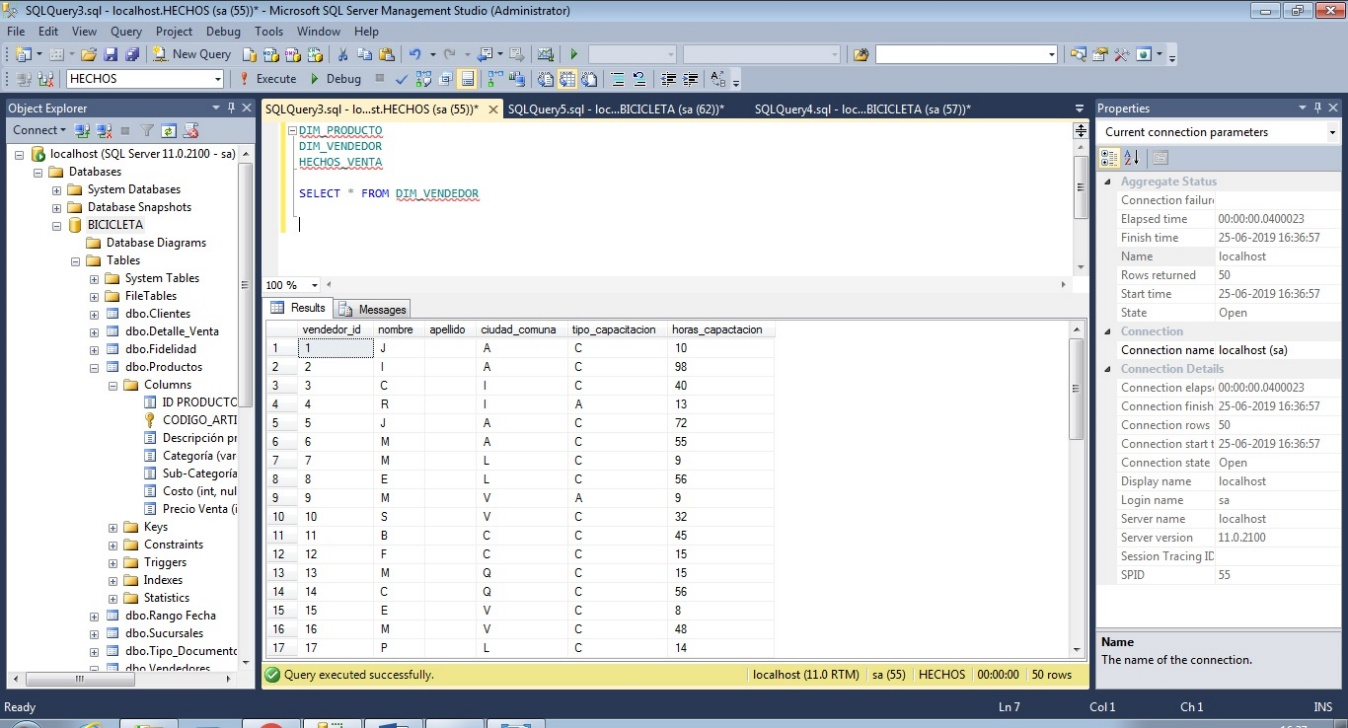 SQLQuery3.sql - localhost.HECHOS (sa (55))* - Microsoft SQL Server Management Studio (Administrator)
File Edit View Query Project Debug Tools Window Help
New Query
HECHOS Execute Debug
Object Explorer
Connect
localhost (SQL Server 11.0.2100 - sa)
Databases
System Databases
Database Snapshots
BICICLETA
Database Diagrams
Tables
System Tables
FileTables
dbo.Clientes
dbo.Detalle_Venta
dbo.Fidelidad
dbo.Productos
Columns
ID PRODUCTO
CODIGO_ARTI
Descripción pr
Categoría (var
Sub-Categoría
Costo (int, nul
Precio Venta (i
Keys
Constraints
Triggers
Indexes
Statistics
dbo.Rango Fecha
dbo.Sucursales
dbo.Tipo_Documento
dbo.Vendedores
SQLQuery3.sql - lo...st.HECHOS (sa (55))* SQLQuery5.sql - loc...BICICLETA (sa (62))* SQLQuery4.sql - loc...BICICLETA (sa (57))*
DIM_PRODUCTO
DIM_VENDEDOR
HECHOS_VENTA
SELECT * FROM DIM_VENDEDOR
100 %
Results Messages
vendedor_id nombre apellido ciudad_comuna tipo_capacitacion horas_capactacion
1 1 J A C 10
2 2 I A C 98
3 3 C I C 40
4 4 R I A 13
5 5 J A C 72
6 6 M A C 55
7 7 M L C 9
8 8 E L C 56
9 9 M V A 9
10 10 S V C 32
11 11 B C C 45
12 12 F C C 15
13 13 M Q C 15
14 14 C Q C 56
15 15 E V C 8
16 16 M V C 48
17 17 P L C 14
Query executed successfully. localhost (11.0 RTM) sa (55) HECHOS 00:00:00 50 rows
Properties
Current connection parameters
Aggregate Status
Connection failure
Elapsed time 00:00:00.0400023
Finish time 25-06-2019 16:36:57
Name localhost
Rows returned 50
Start time 25-06-2019 16:36:57
State Open
Connection
Connection name localhost (sa)
Connection Details
Connection elapse 00:00:00.0400023
Connection finish 25-06-2019 16:36:57
Connection rows 50
Connection start t 25-06-2019 16:36:57
Connection state Open
Display name localhost
Login name sa
Server name localhost
Server version 11.0.2100
Session Tracing ID
SPID 55
Name
The name of the connection.
Ready Ln 7 Col 1 Ch 1 INS